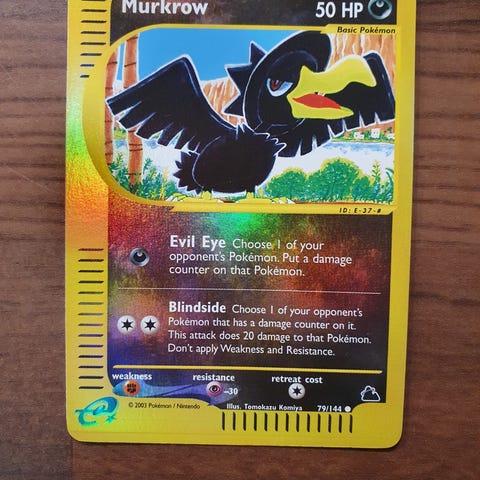 Murkrow 50 HP
Basic Pokémon
ID: E-37-#
Evil Eye Choose 1 of your
opponent's Pokémon. Put a damage
counter on that Pokémon.
Blindside Choose 1 of your opponent's
Pokémon that has a damage counter on it.
This attack does 20 damage to that Pokémon.
Don't apply Weakness and Resistance.
weakness resistance retreat cost
-30
© 2003 Pokémon / Nintendo Illus. Tomokazu Komiya 79/144
e